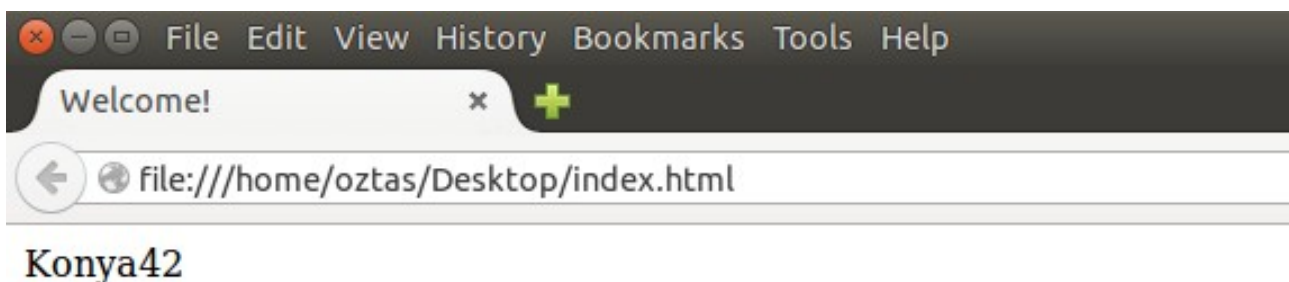 File Edit View History Bookmarks Tools Help
Welcome!
file:///home/oztas/Desktop/index.html
Konya42